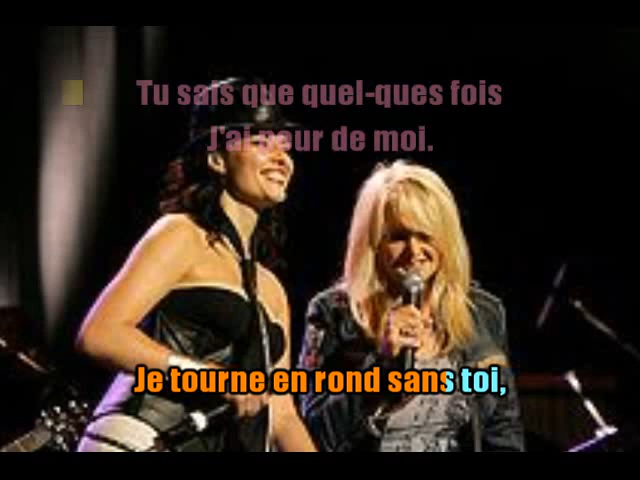 Tu sais que quel-ques fois
J'ai peur de moi.
Je tourne en rond sans toi,